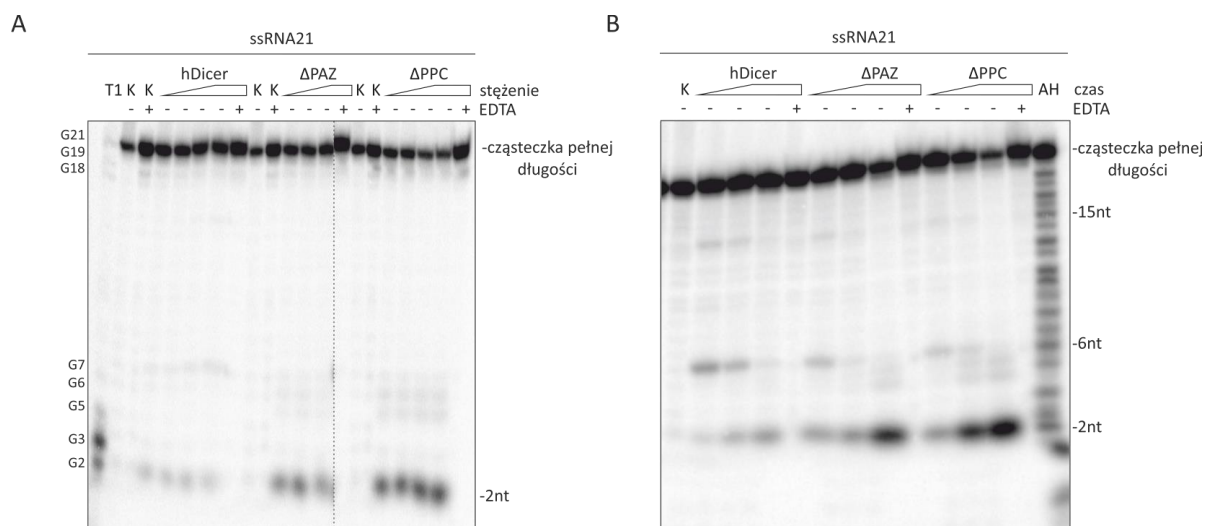 A
ssRNA21
hDicer ΔPAZ ΔPPC
T1 K K K K K K stężenie
- + - - - - + - + - - - + - + - - - - + EDTA
G21
G19
G18
G7
G6
G5
G3
G2
-cząsteczka pełnej
długości
-2nt
B
ssRNA21
hDicer ΔPAZ ΔPPC
K AH czas
- - - - + - - - + - - - + EDTA
-cząsteczka pełnej
długości
-15nt
-6nt
-2nt